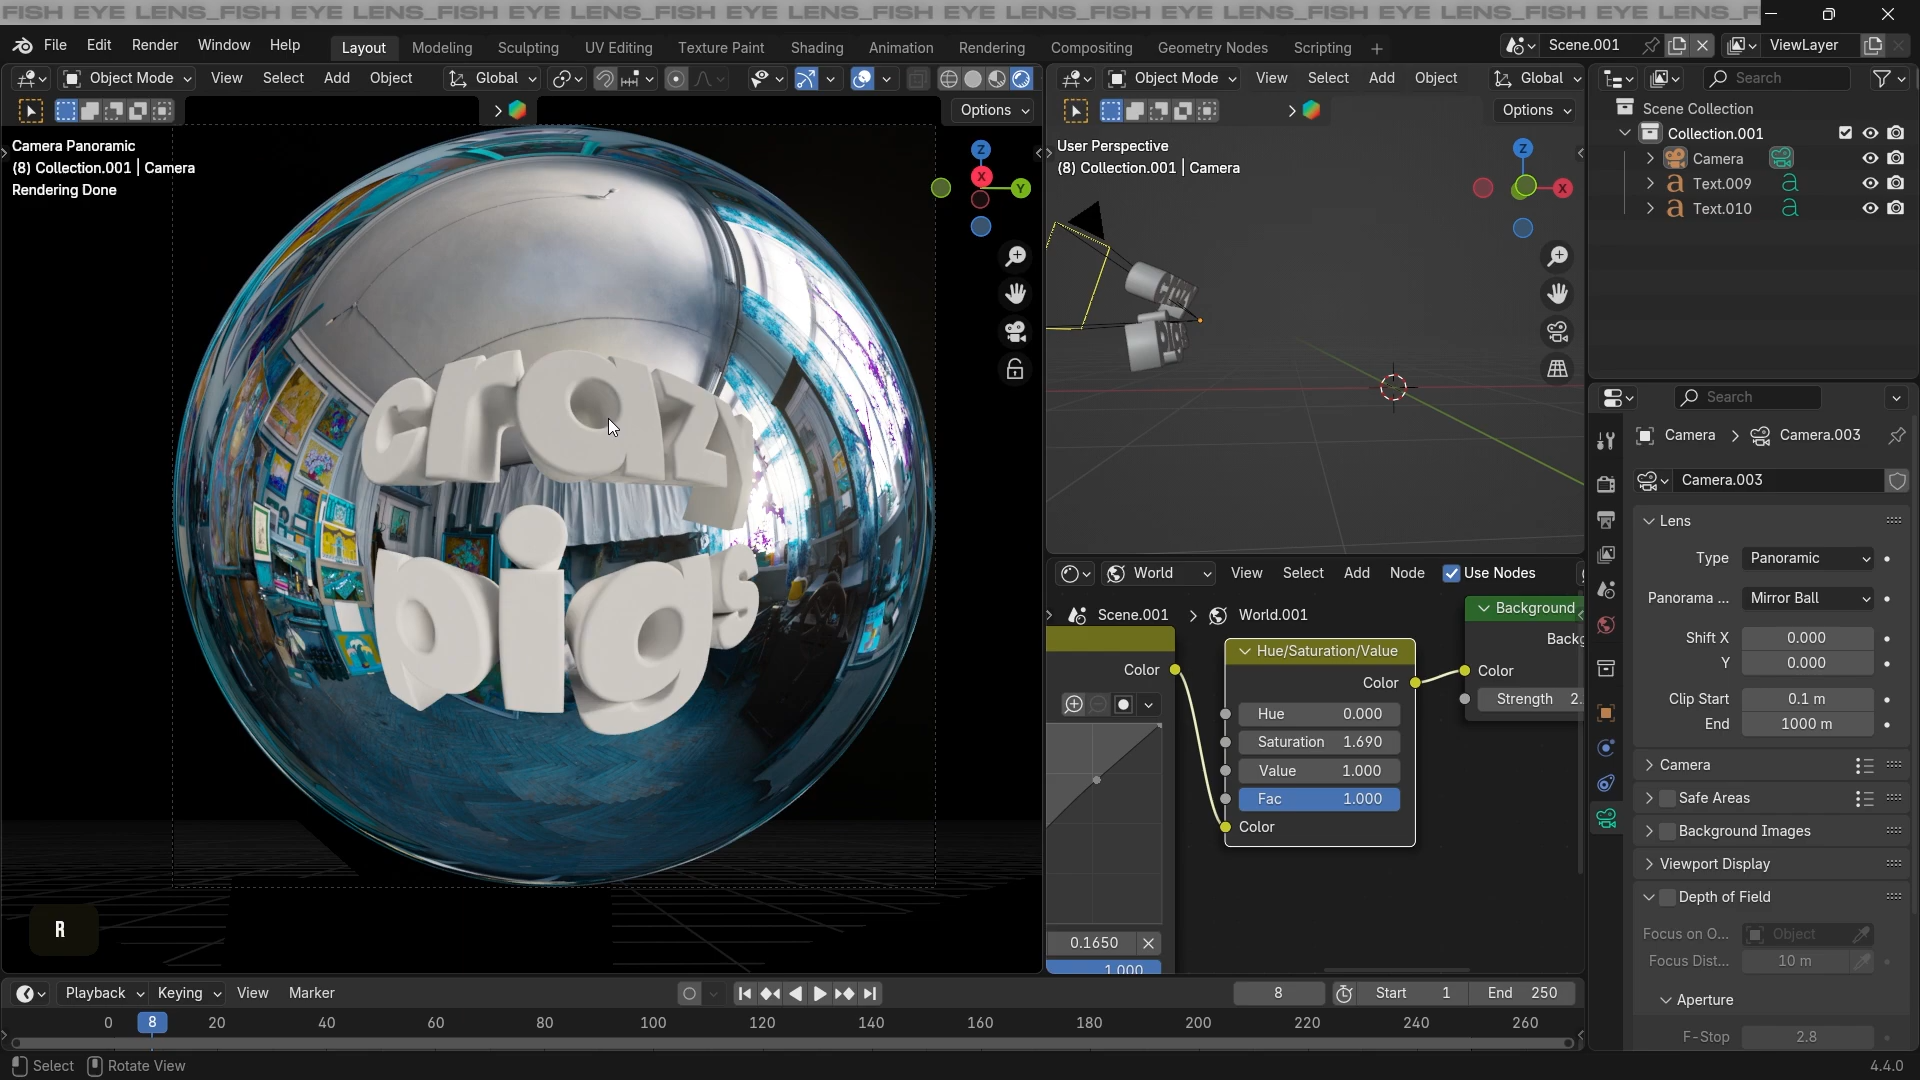 FISH EYE LENS_FISH EYE LENS_FISH EYE LENS_FISH EYE LENS_FISH EYE LENS_FISH EYE LENS_FISH EYE LENS_FISH EYE LENS_F
File Edit Render Window Help
Layout Modeling Sculpting UV Editing Texture Paint Shading Animation Rendering Compositing Geometry Nodes Scripting +
Scene.001 ViewLayer
Object Mode View Select Add Object Global
Options
Camera Panoramic
(8) Collection.001 | Camera
Rendering Done
Z
X
Y
crazy
pigs
R
Object Mode View Select Add Object Global
Options
User Perspective
(8) Collection.001 | Camera
Z
X
World View Select Add Node Use Nodes
Scene.001 > World.001
Color
0.1650
1.000
Hue/Saturation/Value
Color
Hue 0.000
Saturation 1.690
Value 1.000
Fac 1.000
Color
Background
Backg
Color
Strength 2.
Search
Scene Collection
Collection.001
Camera
Text.009
Text.010
Search
Camera > Camera.003
Camera.003
Lens
Type Panoramic
Panorama ... Mirror Ball
Shift X 0.000
Y 0.000
Clip Start 0.1 m
End 1000 m
Camera
Safe Areas
Background Images
Viewport Display
Depth of Field
Focus on O... Object
Focus Dist... 10 m
Aperture
F-Stop 2.8
Playback Keying View Marker
8 Start 1 End 250
0 8 20 40 60 80 100 120 140 160 180 200 220 240 260
Select Rotate View
4.4.0